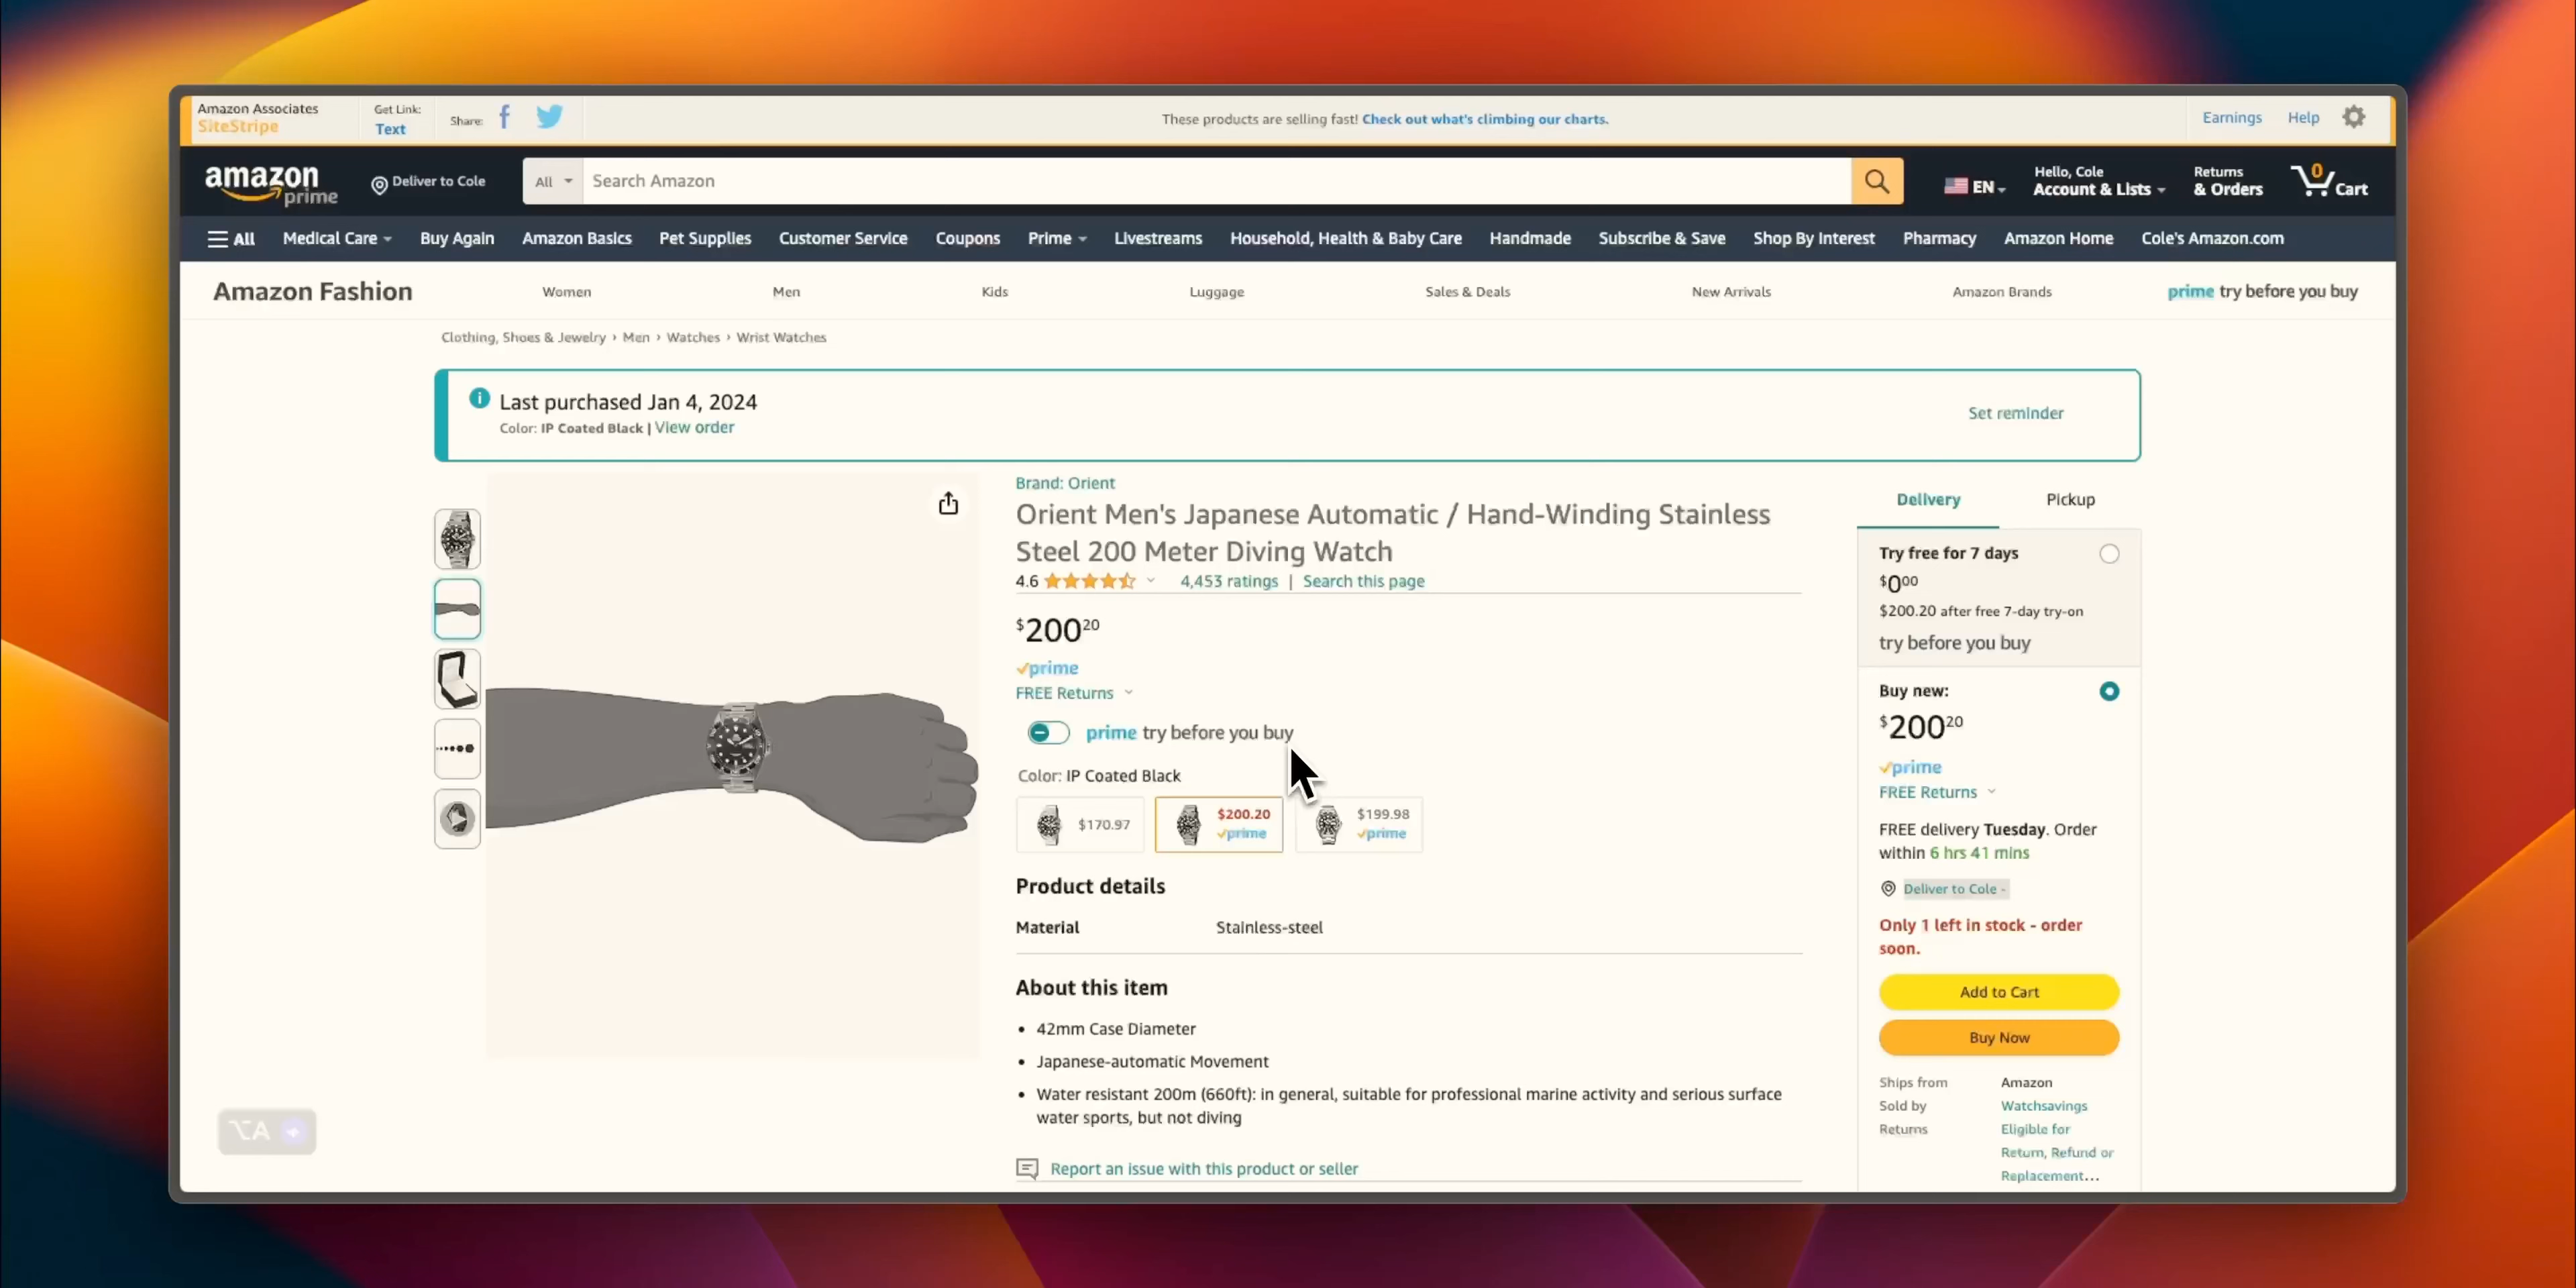 Amazon Associates
SiteStripe
Get Link:
Text
Share:
These products are selling fast! Check out what's climbing our charts.
Earnings
Help
amazon
prime
Deliver to Cole
All
Search Amazon
EN
Hello, Cole
Account & Lists
Returns
& Orders
0
Cart
All
Medical Care
Buy Again
Amazon Basics
Pet Supplies
Customer Service
Coupons
Prime
Livestreams
Household, Health & Baby Care
Handmade
Subscribe & Save
Shop By Interest
Pharmacy
Amazon Home
Cole's Amazon.com
Amazon Fashion
Women
Men
Kids
Luggage
Sales & Deals
New Arrivals
Amazon Brands
prime try before you buy
Clothing, Shoes & Jewelry › Men › Watches › Wrist Watches
Last purchased Jan 4, 2024
Color: IP Coated Black | View order
Set reminder
Brand: Orient
Orient Men's Japanese Automatic / Hand-Winding Stainless
Steel 200 Meter Diving Watch
4.6
4,453 ratings | Search this page
$200.20
prime
FREE Returns
prime try before you buy
Color: IP Coated Black
$170.97
$200.20
prime
$199.98
prime
Product details
Material Stainless-steel
About this item
• 42mm Case Diameter
• Japanese-automatic Movement
• Water resistant 200m (660ft): in general, suitable for professional marine activity and serious surface
water sports, but not diving
Report an issue with this product or seller
Delivery
Pickup
Try free for 7 days
$0.00
$200.20 after free 7-day try-on
try before you buy
Buy new:
$200.20
prime
FREE Returns
FREE delivery Tuesday. Order
within 6 hrs 41 mins
Deliver to Cole -
Only 1 left in stock - order
soon.
Add to Cart
Buy Now
Ships from Amazon
Sold by Watchsavings
Returns Eligible for
Return, Refund or
Replacement...
⌥A